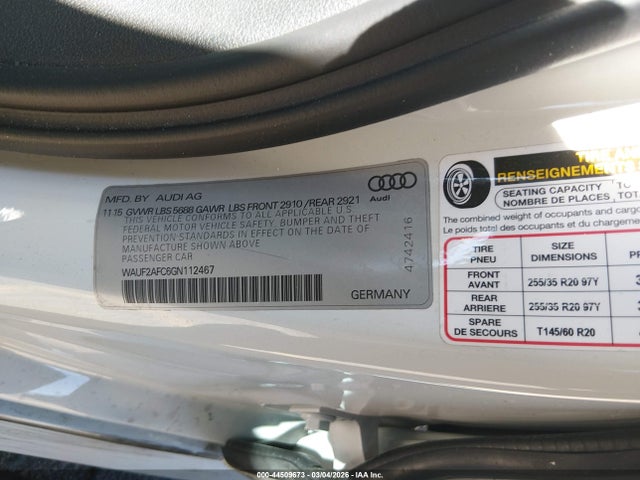 MFD. BY AUDI AG
11·15 GVWR LBS 5688 GAWR LBS FRONT 2910 /REAR 2921
THIS VEHICLE CONFORMS TO ALL APPLICABLE U.S.
FEDERAL MOTOR VEHICLE SAFETY, BUMPER AND THEFT
PREVENTION STANDARDS IN EFFECT ON THE DATE OF
MANUFACTURE SHOWN ABOVE
PASSENGER CAR
WAUF2AFC6GN112467
Audi
4742416
GERMANY
RENSEIGNEMENT
SEATING CAPACITY TO
NOMBRE DE PLACES
The combined weight of occupants and cargo
Le poids total des occupants et du chargement
TIRE PNEU SIZE DIMENSIONS
FRONT AVANT 255/35 R20 97Y
REAR ARRIERE 255/35 R20 97Y
SPARE DE SECOURS T145/60 R20
000-44509673 - 03/04/2026 - Copyright © IAA